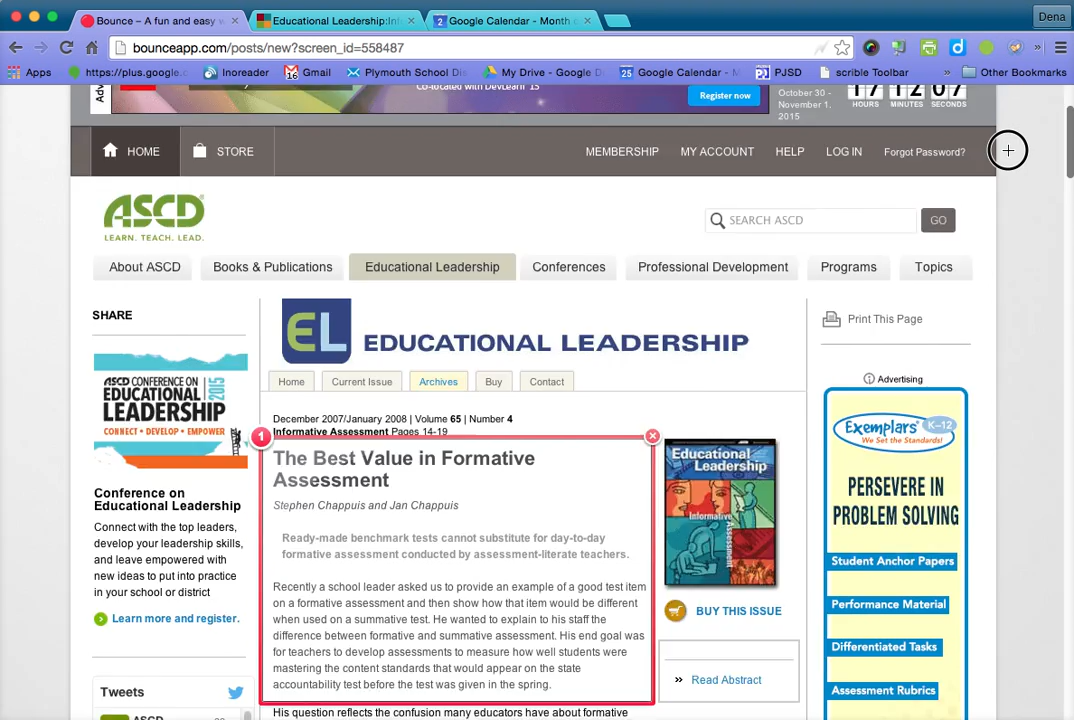 Bounce – A fun and easy w
Educational Leadership:Inf
Google Calendar - Month o
Dena
bounceapp.com/posts/new?screen_id=558487
Apps
https://plus.google.c
Inoreader
Gmail
Plymouth School Dis
My Drive - Google D
Google Calendar - M
PJSD
scrible Toolbar
»
Other Bookmarks
Adv
Co-located with DevLearn 15
Register now
October 30 -
November 1,
2015
17 12 07
HOURS MINUTES SECONDS
HOME
STORE
MEMBERSHIP
MY ACCOUNT
HELP
LOG IN
Forgot Password?
ASCD
LEARN. TEACH. LEAD.
SEARCH ASCD
GO
About ASCD
Books & Publications
Educational Leadership
Conferences
Professional Development
Programs
Topics
SHARE
ASCD CONFERENCE ON
EDUCATIONAL 2015
LEADERSHIP
CONNECT • DEVELOP • EMPOWER
Conference on
Educational Leadership
Connect with the top leaders,
develop your leadership skills,
and leave empowered with
new ideas to put into practice
in your school or district
Learn more and register.
Tweets
ASCD
EL EDUCATIONAL LEADERSHIP
Home
Current Issue
Archives
Buy
Contact
December 2007/January 2008 | Volume 65 | Number 4
Informative Assessment Pages 14-19
1
The Best Value in Formative
Assessment
Stephen Chappuis and Jan Chappuis
Ready-made benchmark tests cannot substitute for day-to-day
formative assessment conducted by assessment-literate teachers.
Recently a school leader asked us to provide an example of a good test item
on a formative assessment and then show how that item would be different
when used on a summative test. He wanted to explain to his staff the
difference between formative and summative assessment. His end goal was
for teachers to develop assessments to measure how well students were
mastering the content standards that would appear on the state
accountability test before the test was given in the spring.
His question reflects the confusion many educators have about formative
Educational
Leadership
Informative
Assessment
BUY THIS ISSUE
» Read Abstract
Print This Page
Advertising
Exemplars K-12
We Set the Standards!
PERSEVERE IN
PROBLEM SOLVING
Student Anchor Papers
Performance Material
Differentiated Tasks
Assessment Rubrics